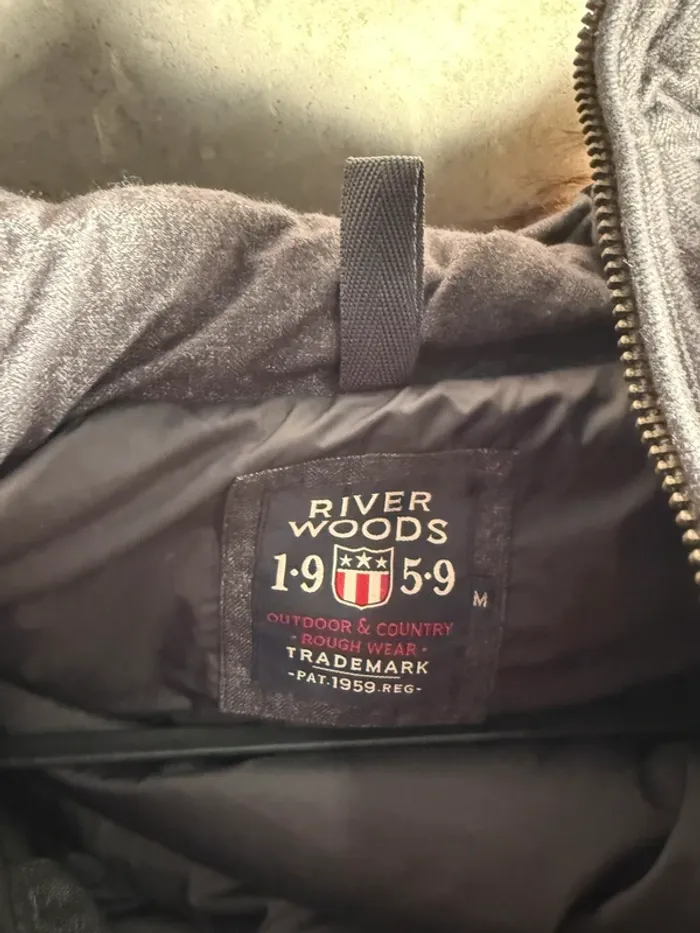 RIVER
WOODS
1·9 5·9
M
OUTDOOR & COUNTRY
- ROUGH WEAR -
TRADEMARK
-PAT.1959.REG-